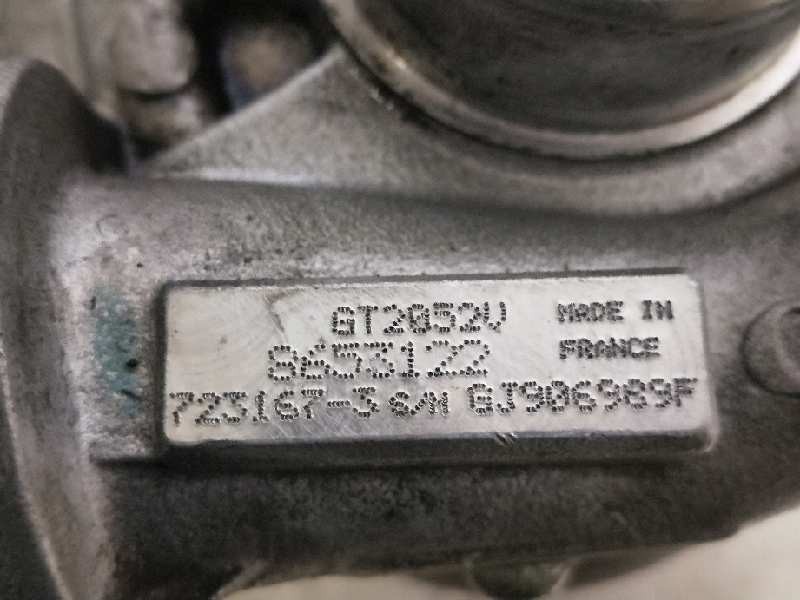 GT2052V MADE IN
8653122 FRANCE
723167-3 S/N GJ906989F